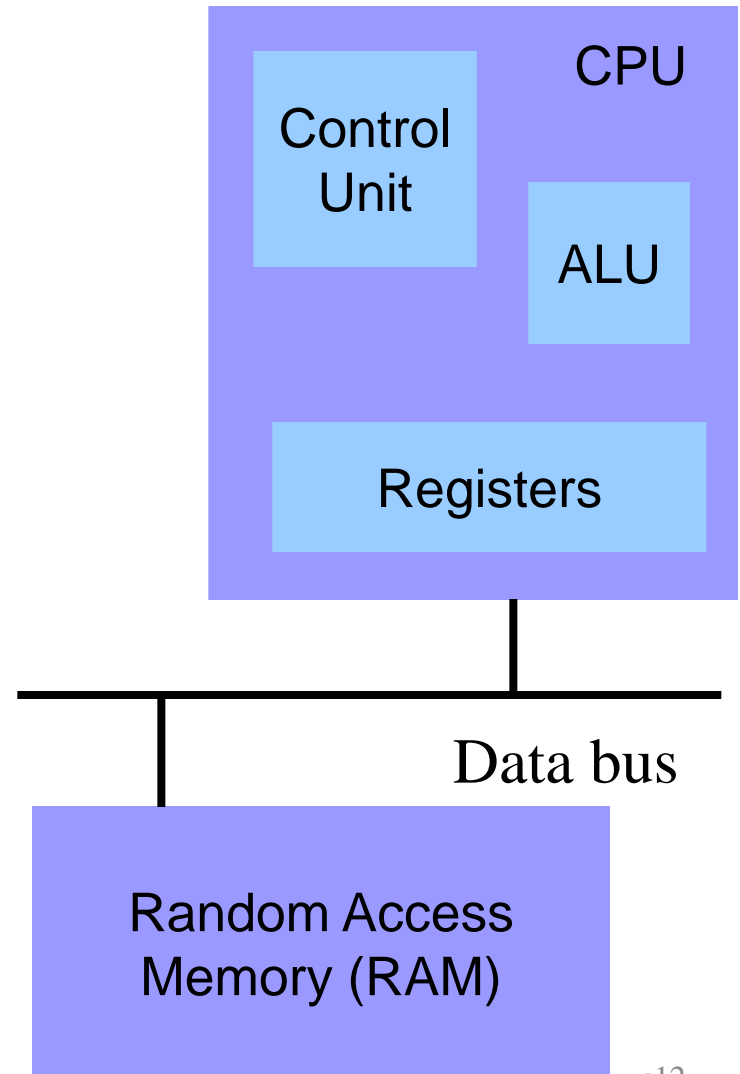 CPU
Control
Unit
ALU
Registers
Data bus
Random Access
Memory (RAM)